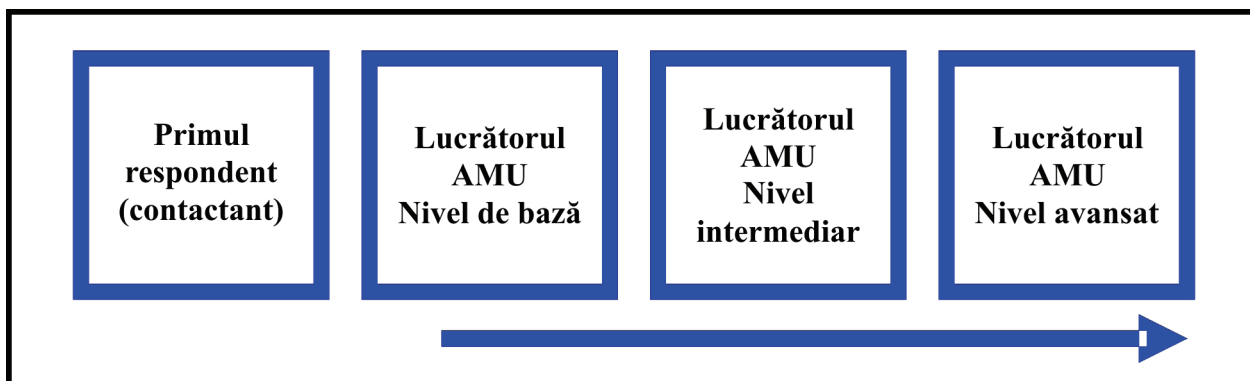 Primul
respondent
(contactant)
Lucrătorul
AMU
Nivel de bază
Lucrătorul
AMU
Nivel
intermediar
Lucrătorul
AMU
Nivel avansat